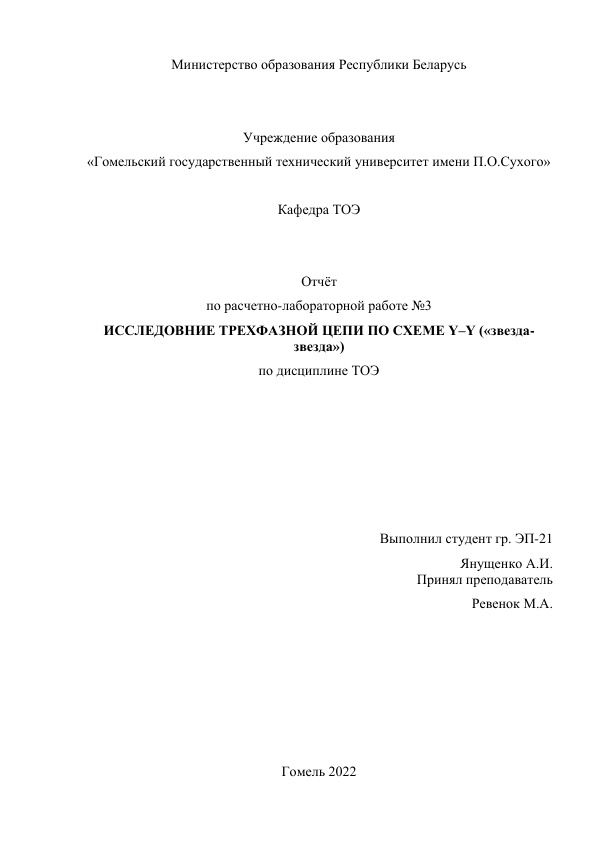 Министерство образования Республики Беларусь
Учреждение образования
«Гомельский государственный технический университет имени П.О.Сухого»
Кафедра ТОЭ
Отчёт
по расчетно-лабораторной работе №3
ИССЛЕДОВНИЕ ТРЕХФАЗНОЙ ЦЕПИ ПО СХЕМЕ Y–Y («звезда-
звезда»)
по дисциплине ТОЭ
Выполнил студент гр. ЭП-21
Янущенко А.И.
Принял преподаватель
Ревенок М.А.
Гомель 2022